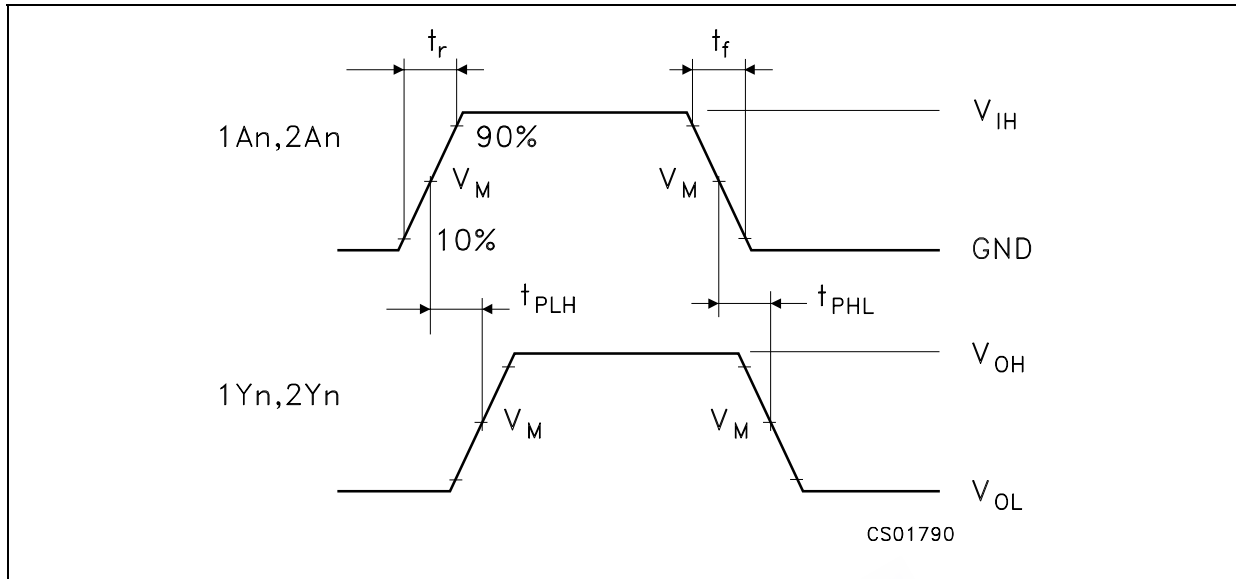 tr tf
VIH
1An,2An 90%
VM VM
10% GND
tPLH tPHL
VOH
1Yn,2Yn
VM VM
VOL
CS01790